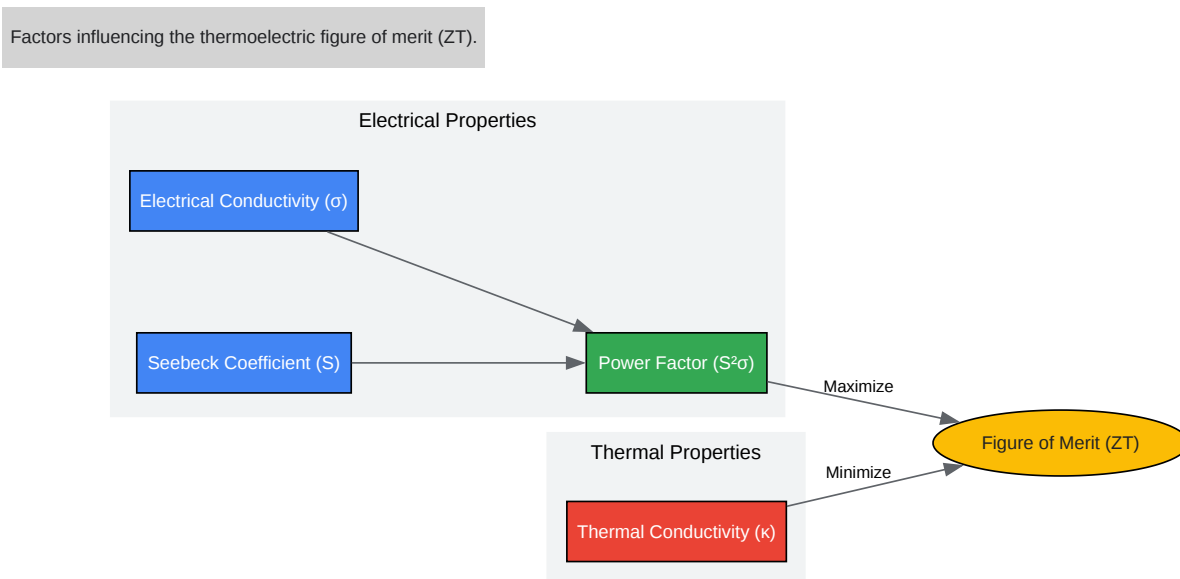 Factors influencing the thermoelectric figure of merit (ZT).
Electrical Properties
Electrical Conductivity (σ)
Seebeck Coefficient (S)
Power Factor (S²σ)
Maximize
Figure of Merit (ZT)
Thermal Properties
Minimize
Thermal Conductivity (κ)